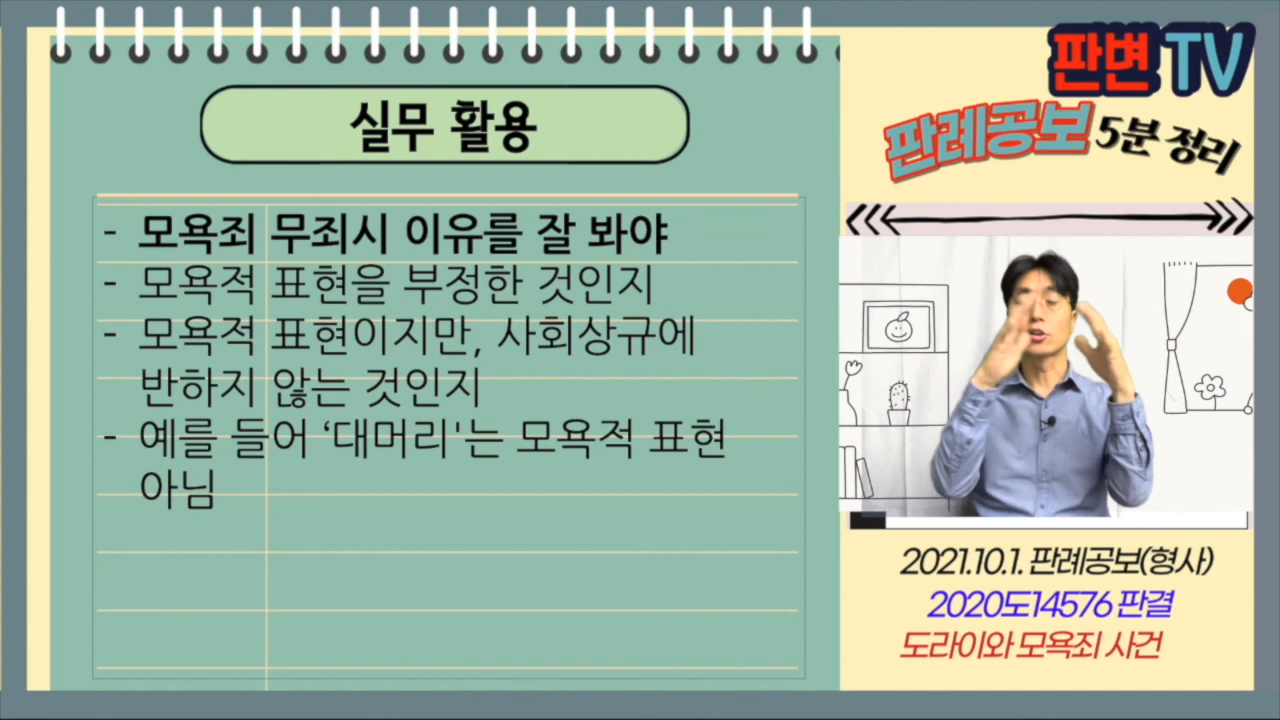 판변 TV
판례공보 5분 정리
실무 활용
- 모욕죄 무죄시 이유를 잘 봐야
- 모욕적 표현을 부정한 것인지
- 모욕적 표현이지만, 사회상규에
반하지 않는 것인지
- 예를 들어 ‘대머리'는 모욕적 표현
아님
2021.10.1. 판례공보(형사)
2020도14576 판결
도라이와 모욕죄 사건